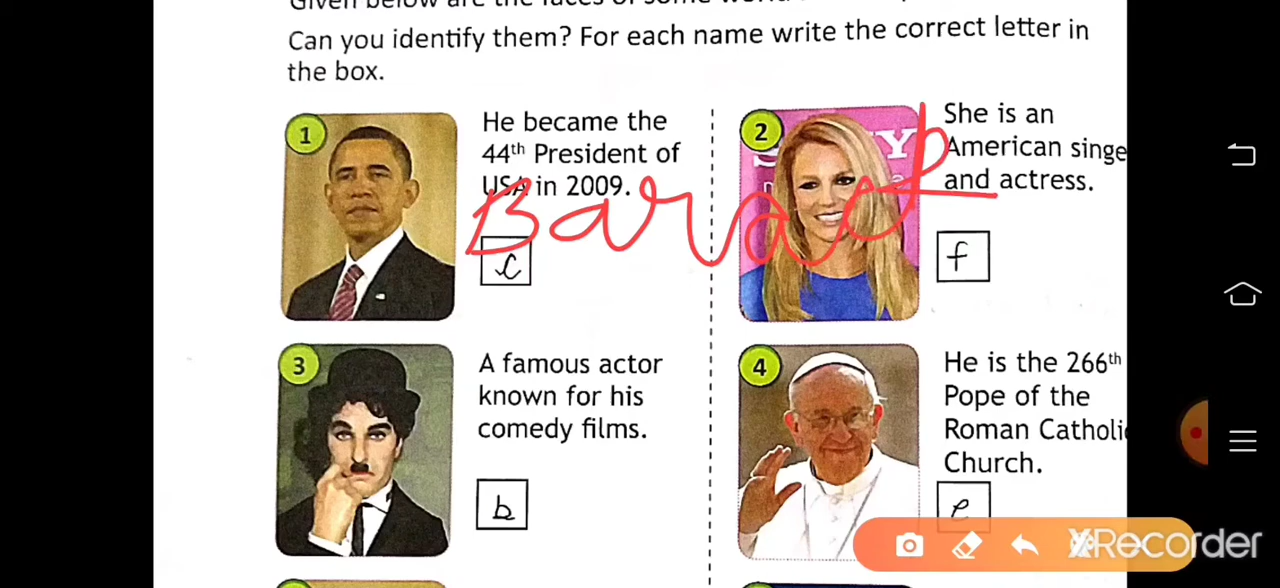 Can you identify them? For each name write the correct letter in
the box.
1
He became the
44th President of
USA in 2009.
Barack
c
2
She is an
American singe
and actress.
f
3
A famous actor
known for his
comedy films.
b
4
He is the 266th
Pope of the
Roman Catholi
Church.
e
XRecorder